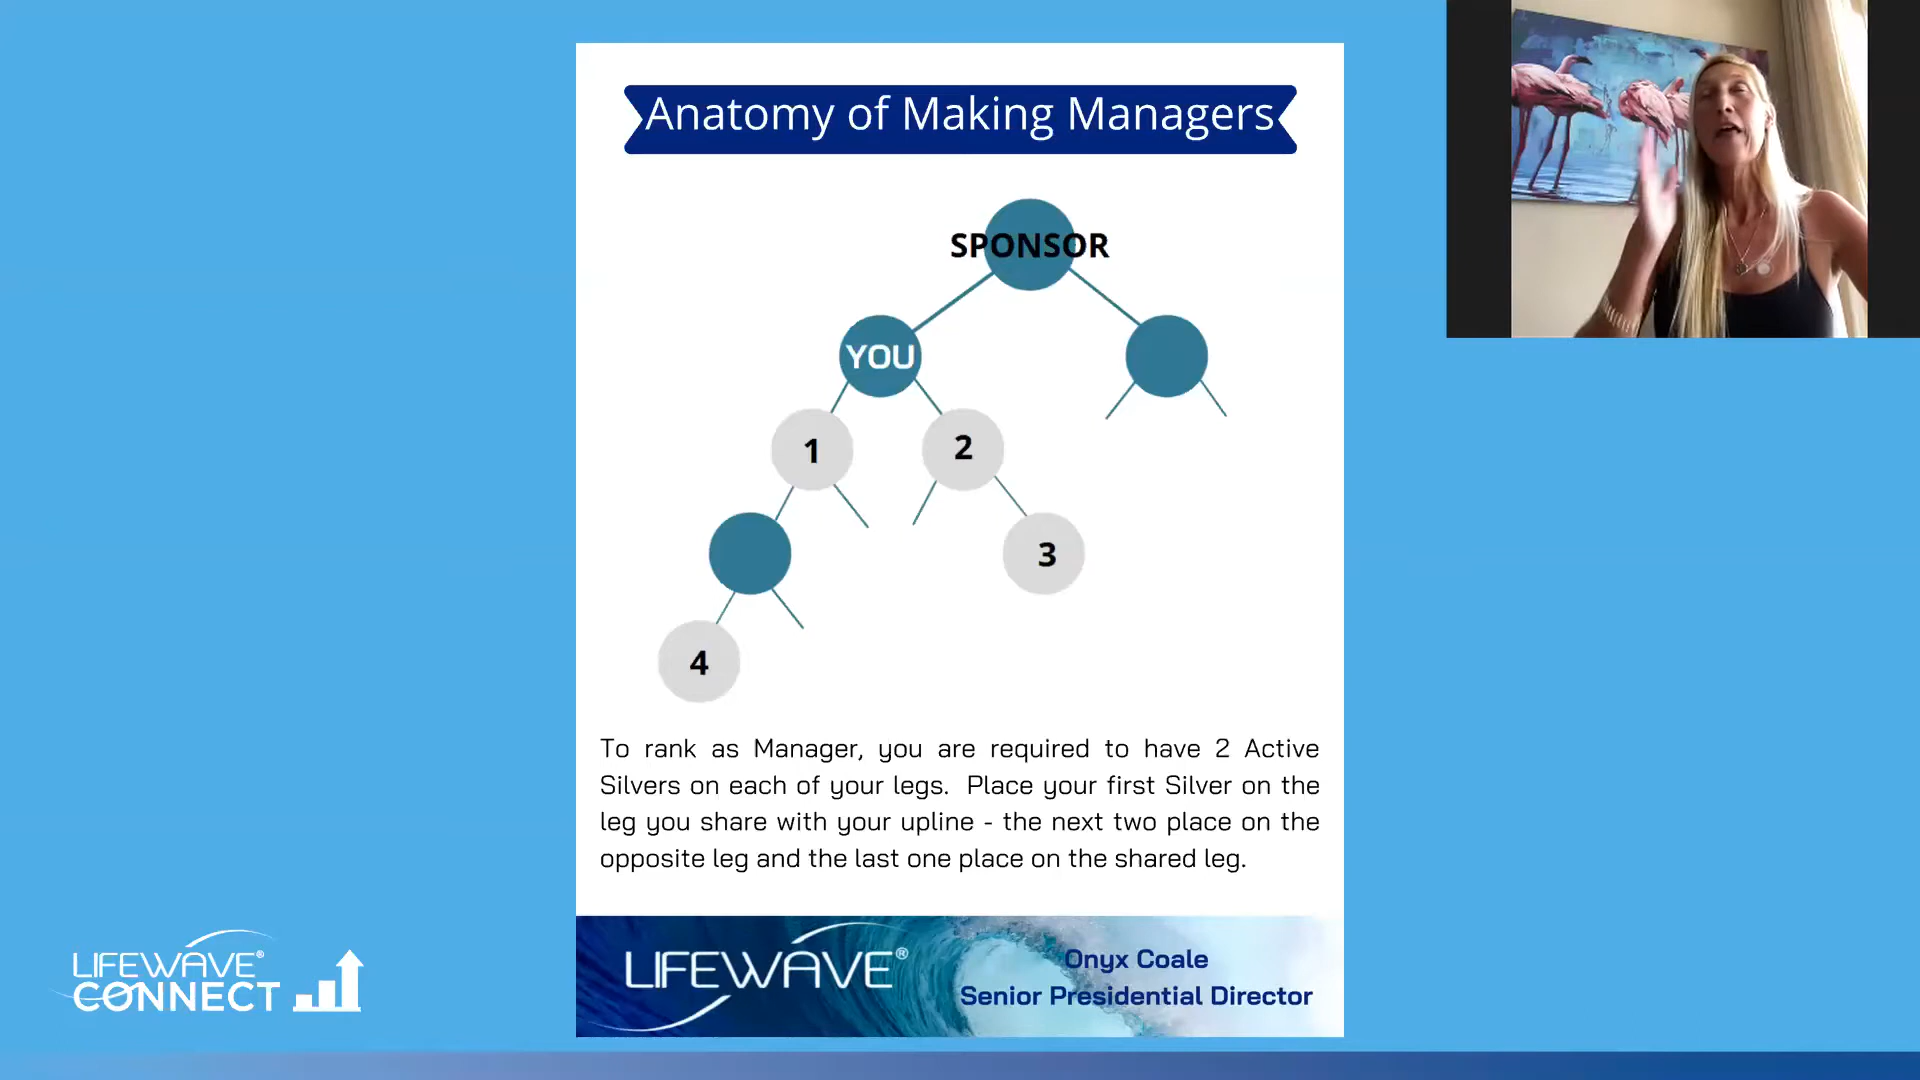 Anatomy of Making Managers
SPONSOR
YOU
1
2
3
4
To rank as Manager, you are required to have 2 Active
Silvers on each of your legs. Place your first Silver on the
leg you share with your upline - the next two place on the
opposite leg and the last one place on the shared leg.
LIFEWAVE®
Onyx Coale
Senior Presidential Director
LIFEWAVE®
CONNECT